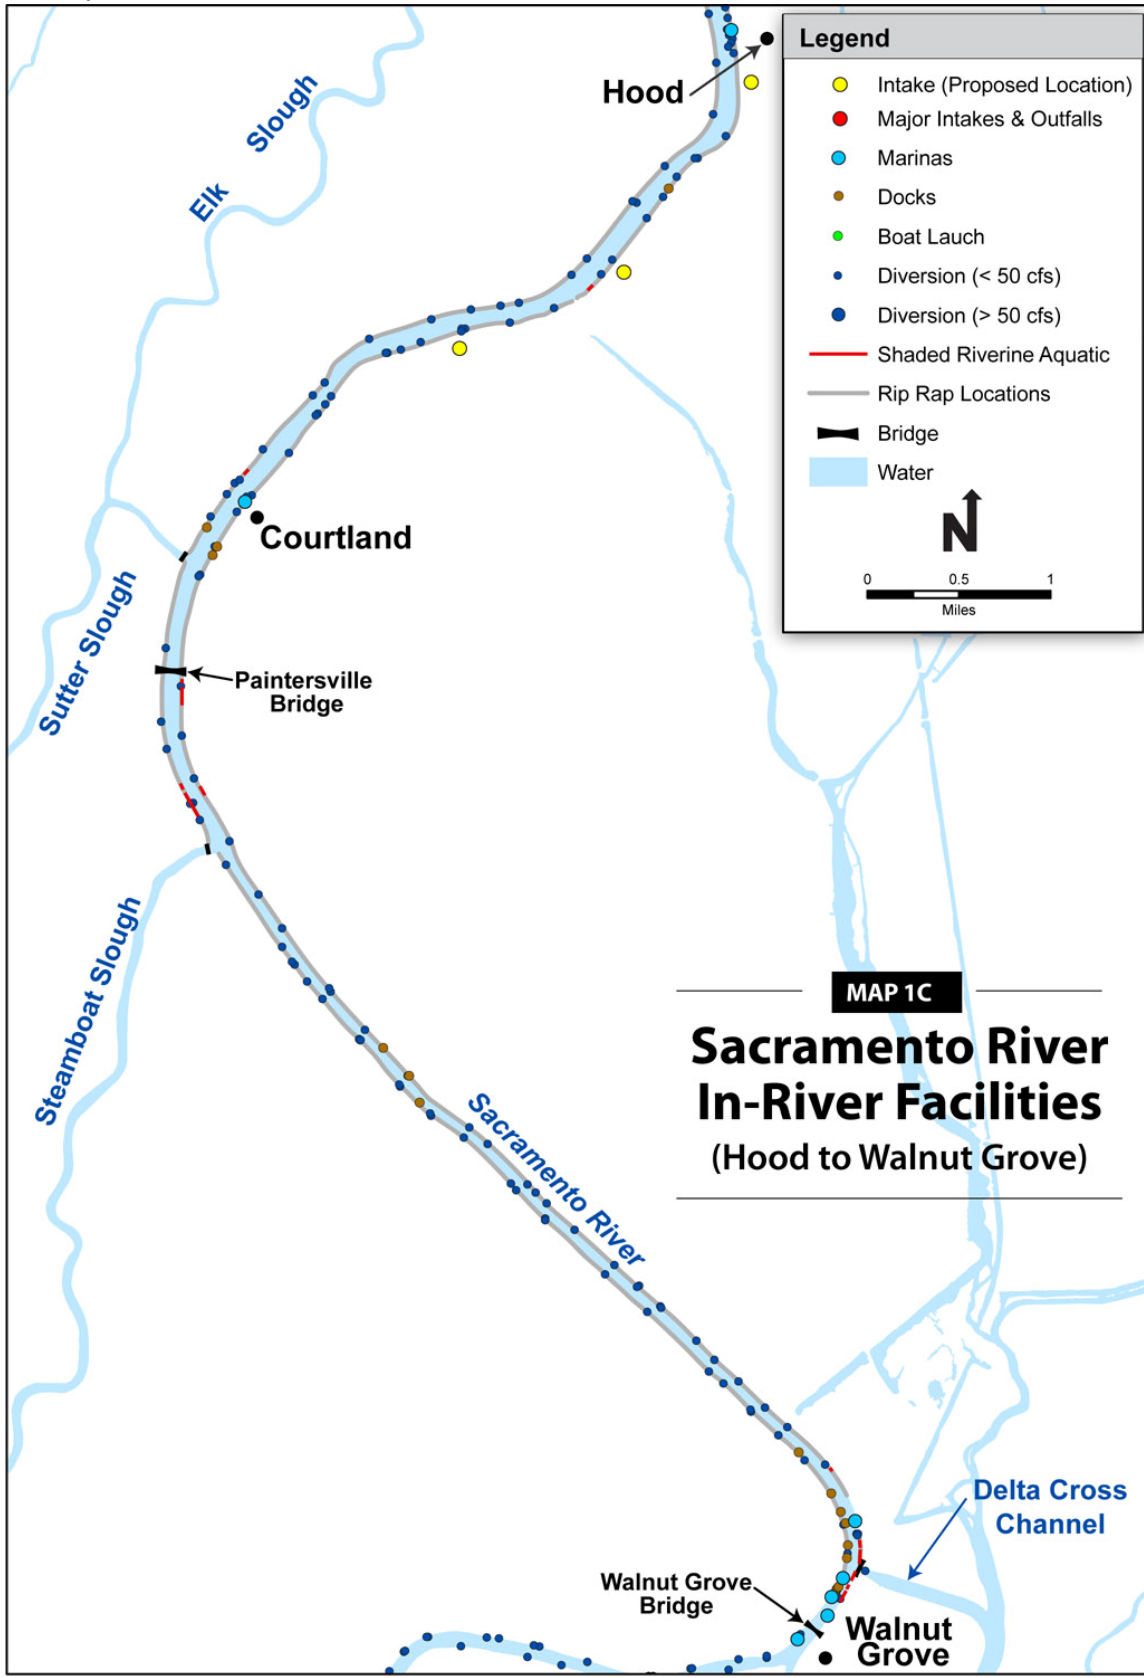 Legend
Intake (Proposed Location)
Major Intakes & Outfalls
Marinas
Docks
Boat Lauch
Diversion (< 50 cfs)
Diversion (> 50 cfs)
Shaded Riverine Aquatic
Rip Rap Locations
Bridge
Water
N
0 0.5 1
Miles
Hood
Elk Slough
Courtland
Sutter Slough
Paintersville
Bridge
Steamboat Slough
Sacramento River
MAP 1C
Sacramento River
In-River Facilities
(Hood to Walnut Grove)
Delta Cross
Channel
Walnut Grove
Bridge
Walnut
Grove